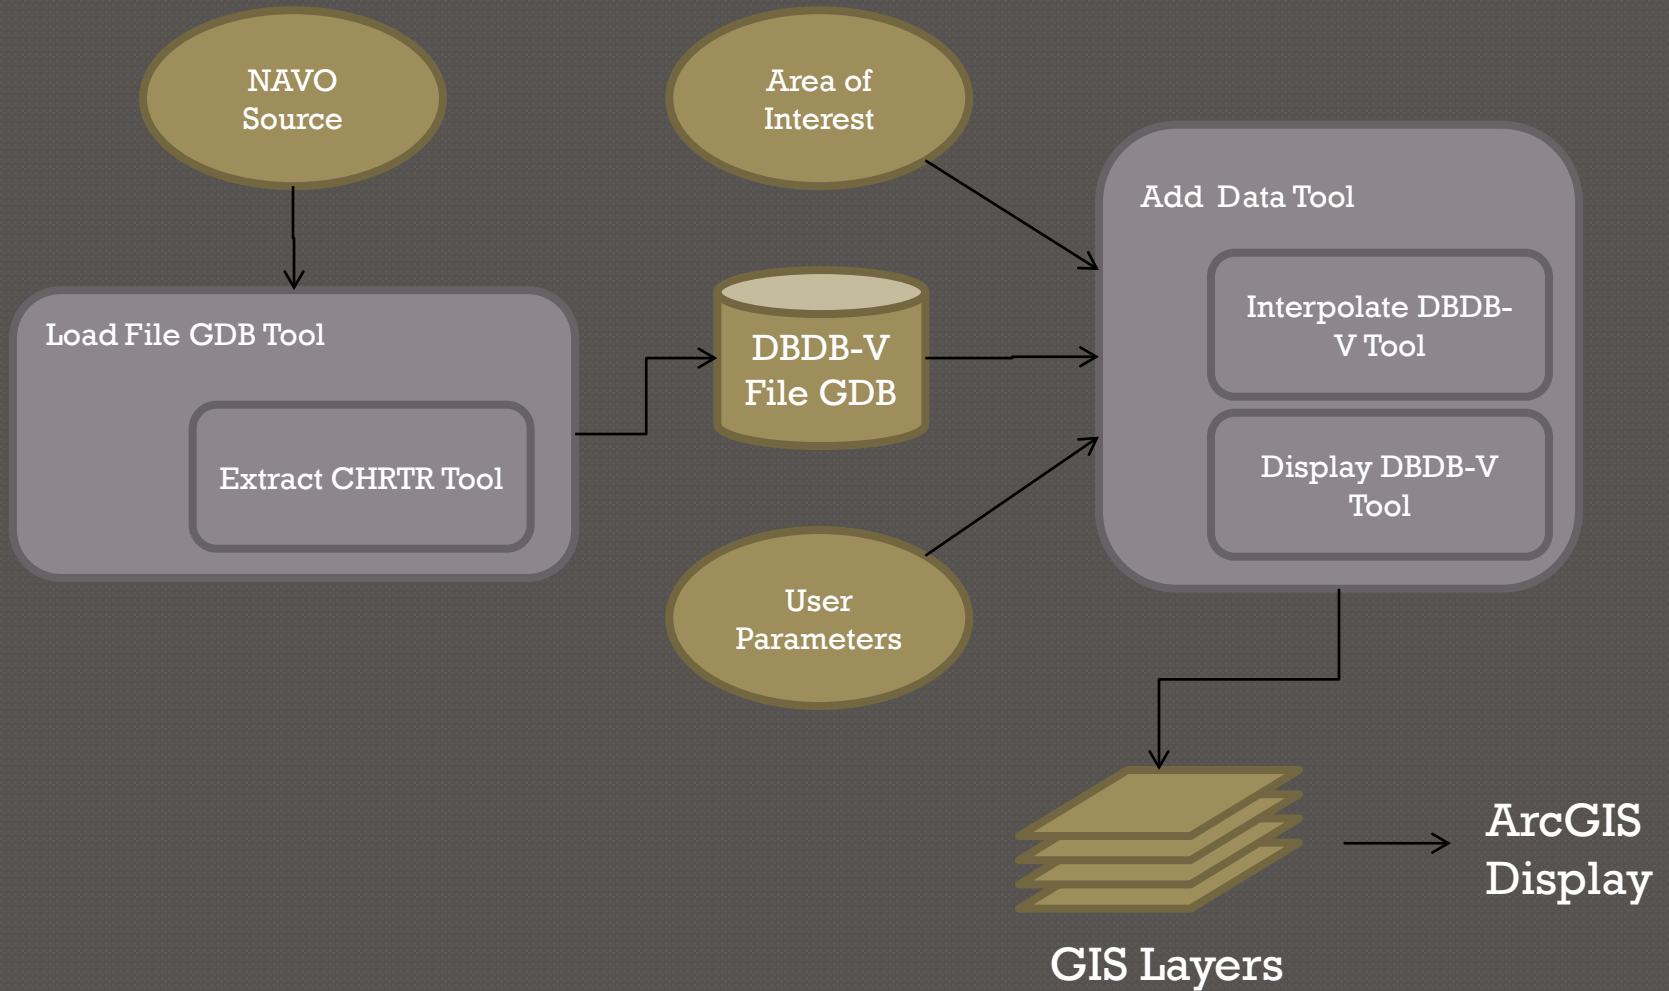 NAVO
Source
Area of
Interest
Add Data Tool
Interpolate DBDB-
V Tool
Display DBDB-V
Tool
Load File GDB Tool
Extract CHRTR Tool
DBDB-V
File GDB
User
Parameters
ArcGIS
Display
GIS Layers